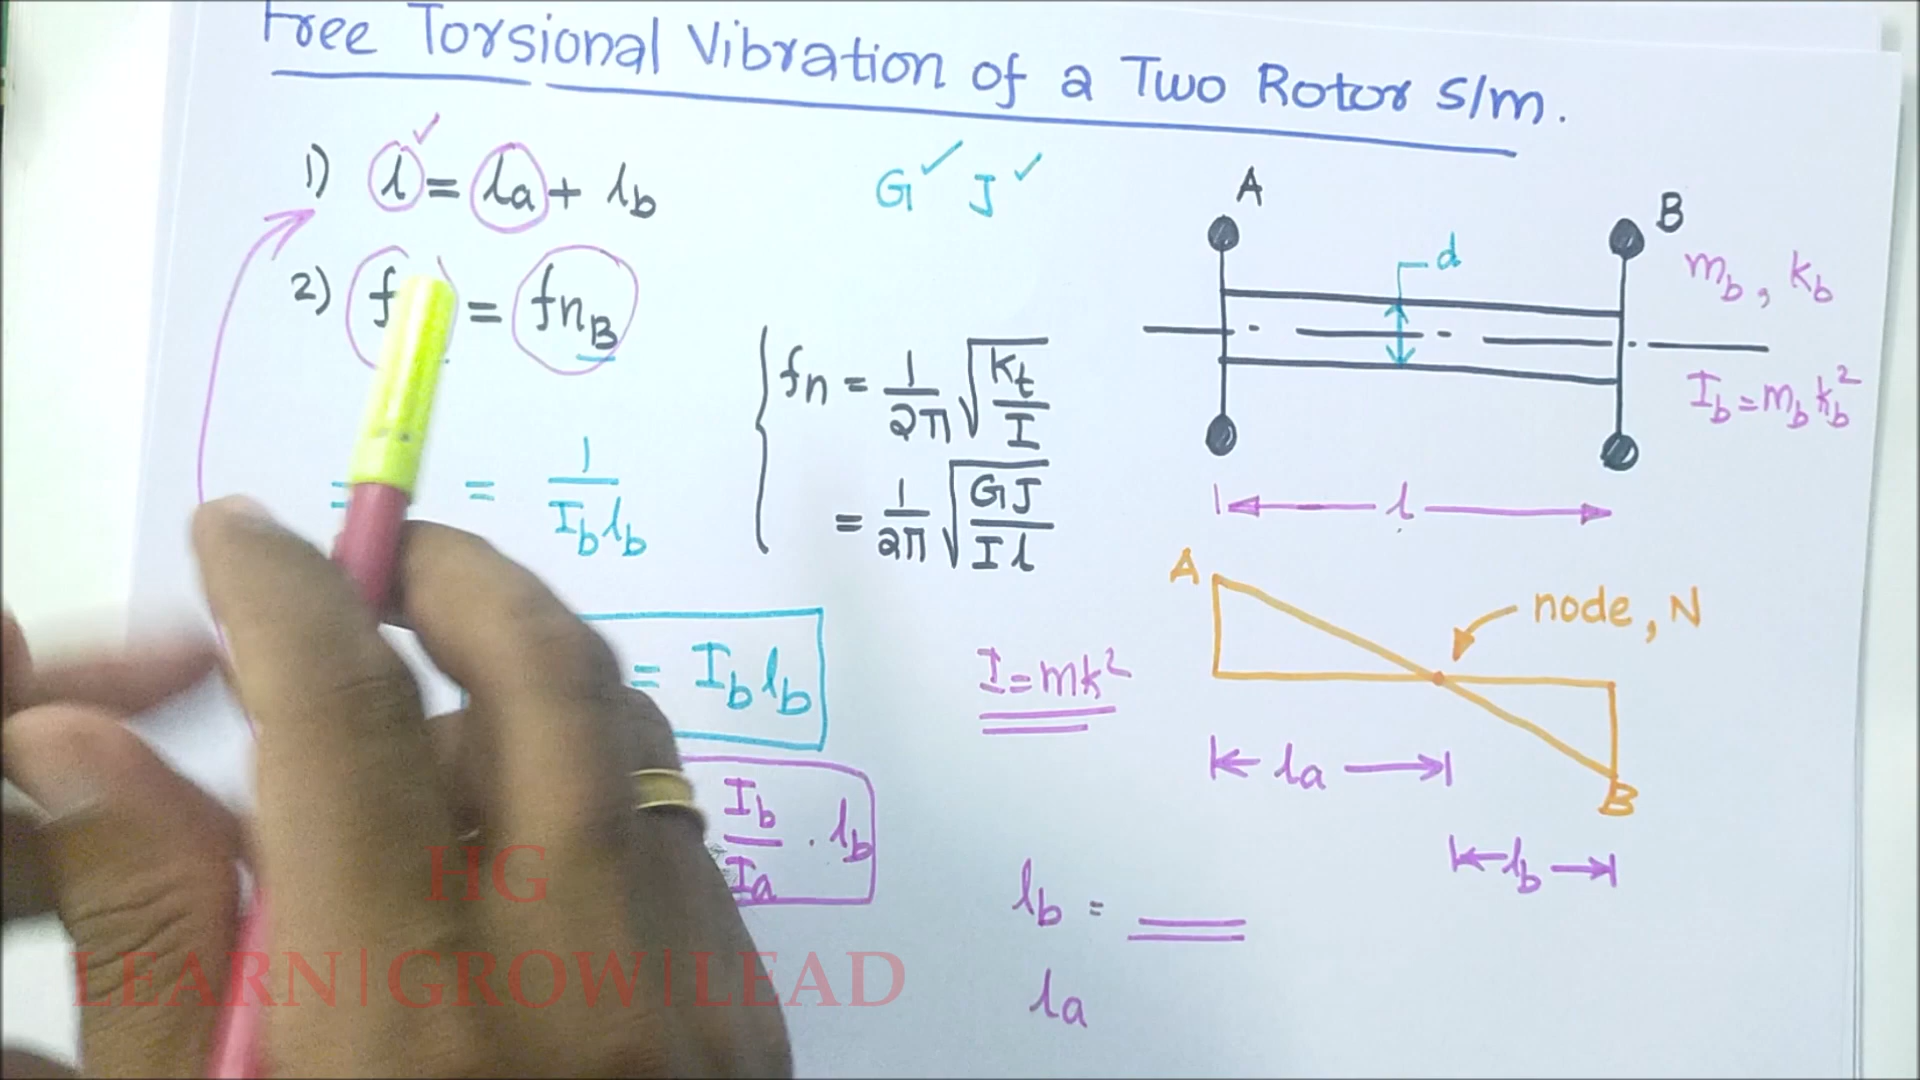 Free Torsional Vibration of a Two Rotor S/m.
1) l = la + lb
G J
2) f = fnB
fn = 1/2π √(Kt/I)
= 1/2π √(GJ/Il)
= = 1/Ib lb
= Ib lb
Ib/Ia . lb
I = mk²
A
B
d
mb, kb
Ib = mb kb²
l
A
node, N
la
B
lb
lb =
la
HG
LEARN|GROW|LEAD